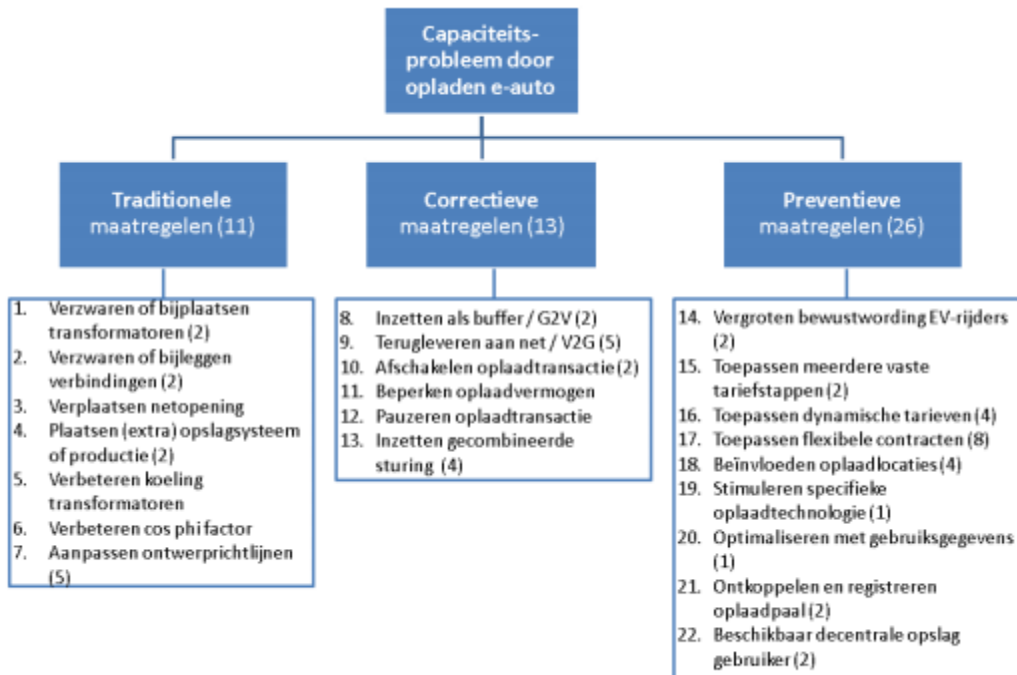 Capaciteits-
probleem door
opladen e-auto
Traditionele
maatregelen (11)
Correctieve
maatregelen (13)
Preventieve
maatregelen (26)
1. Verzwaren of bijplaatsen
transformatoren (2)
2. Verzwaren of bijleggen
verbindingen (2)
3. Verplaatsen netopening
4. Plaatsen (extra) opslagsysteem
of productie (2)
5. Verbeteren koeling
transformatoren
6. Verbeteren cos phi factor
7. Aanpassen ontwerprichtlijnen
(5)
8. Inzetten als buffer / G2V (2)
9. Terugleveren aan net / V2G (5)
10. Afschakelen oplaadtransactie (2)
11. Beperken oplaadvermogen
12. Pauzeren oplaadtransactie
13. Inzetten gecombineerde
sturing (4)
14. Vergroten bewustwording EV-rijders
(2)
15. Toepassen meerdere vaste
tariefstappen (2)
16. Toepassen dynamische tarieven (4)
17. Toepassen flexibele contracten (8)
18. Beïnvloeden oplaadlocaties (4)
19. Stimuleren specifieke
oplaadtechnologie (1)
20. Optimaliseren met gebruiksgegevens
(1)
21. Ontkoppelen en registreren
oplaadpaal (2)
22. Beschikbaar decentrale opslag
gebruiker (2)